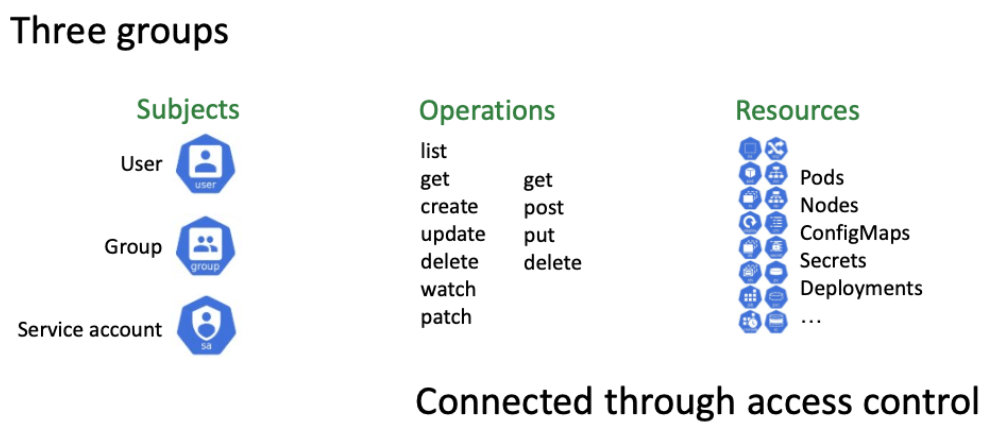 Three groups
Subjects
User
user
Group
group
Service account
sa
Operations
list
get
create
update
delete
watch
patch
get
post
put
delete
Resources
Pods
Nodes
ConfigMaps
Secrets
Deployments
...
Connected through access control